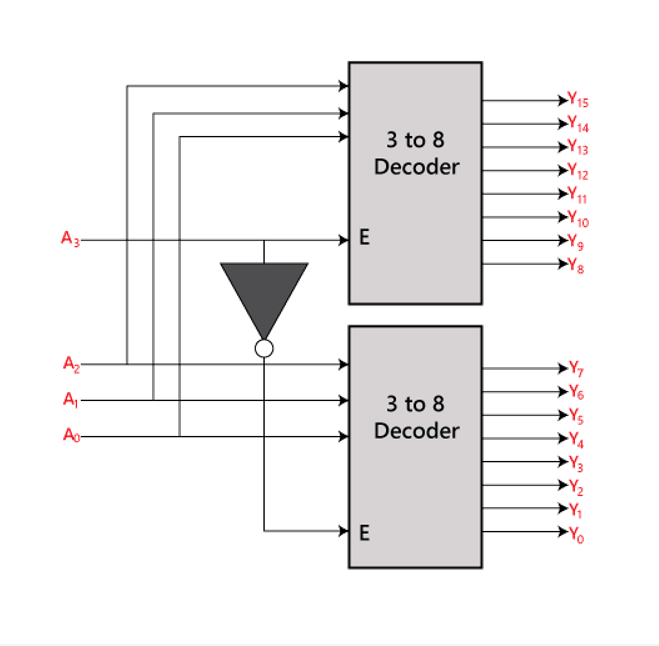 3 to 8
Decoder
Y15
Y14
Y13
Y12
Y11
Y10
Y9
Y8
A3
E
A2
A1
A0
3 to 8
Decoder
E
Y7
Y6
Y5
Y4
Y3
Y2
Y1
Y0